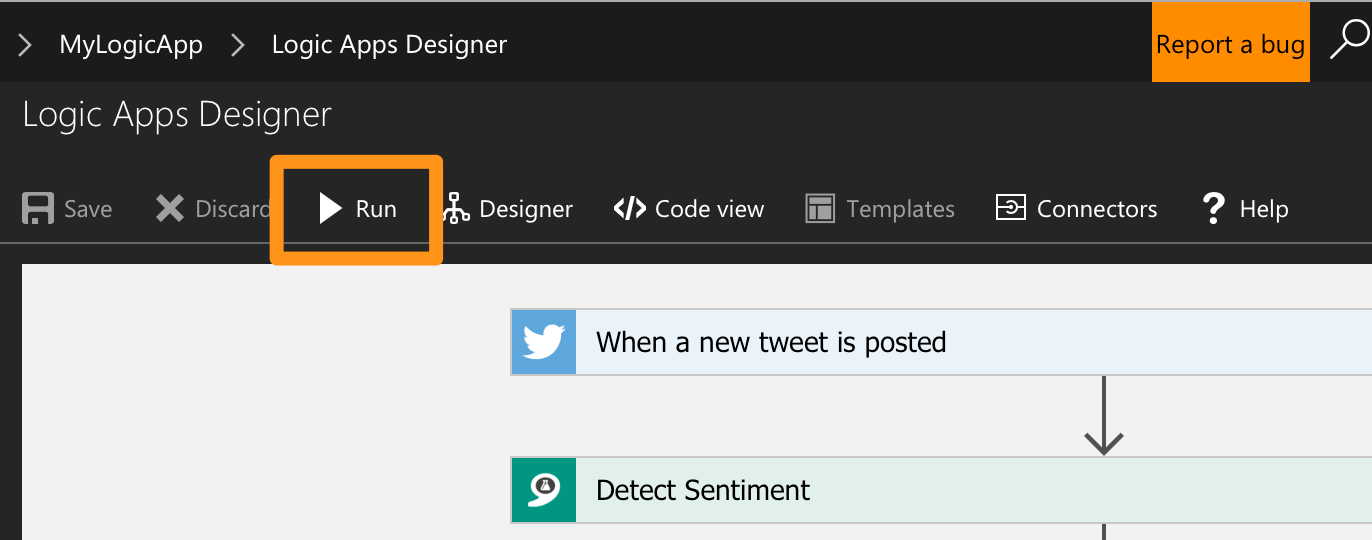 MyLogicApp Logic Apps Designer Report a bug
Logic Apps Designer
Save Discard Run Designer Code view Templates Connectors Help
When a new tweet is posted
Detect Sentiment